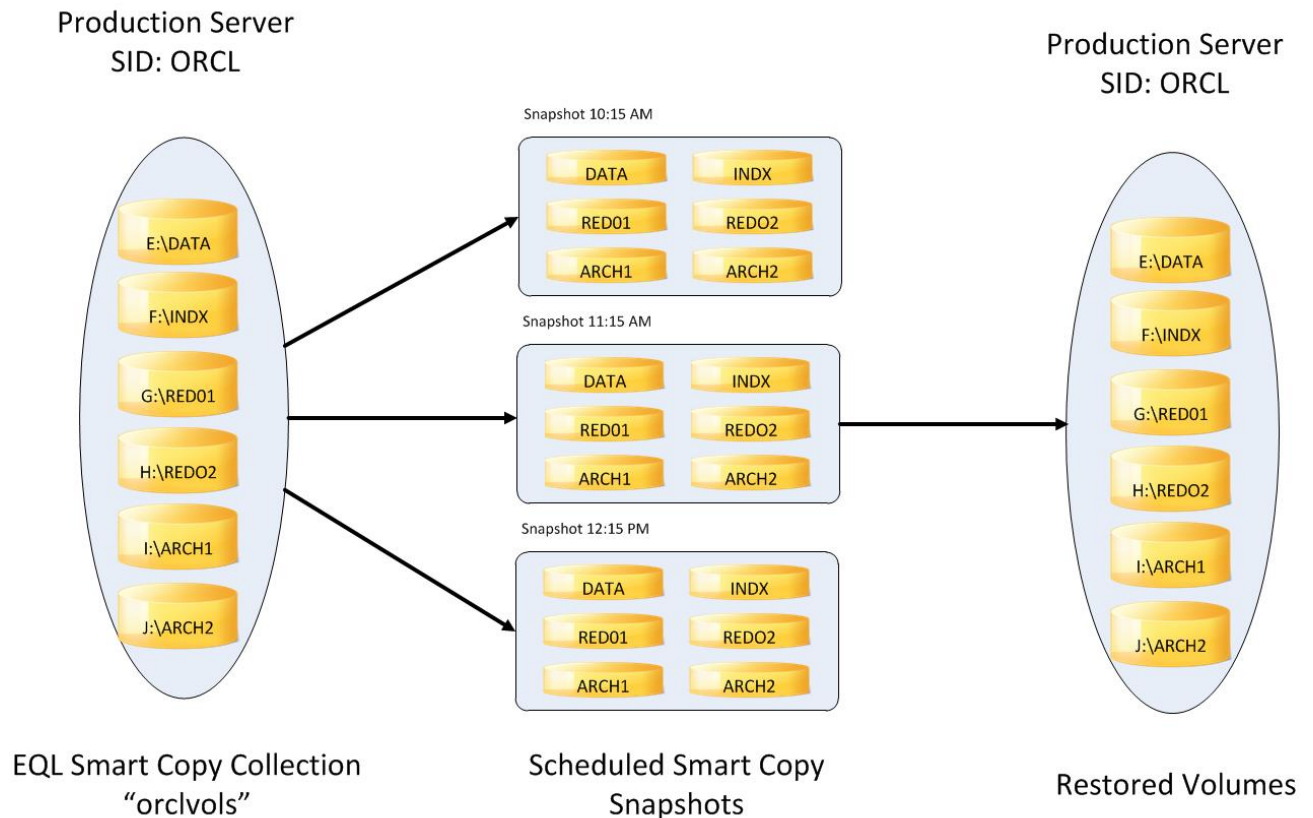 Production Server
SID: ORCL
E:\DATA
F:\INDX
G:\RED01
H:\REDO2
I:\ARCH1
J:\ARCH2
EQL Smart Copy Collection
“orclvols”
Snapshot 10:15 AM
DATA
INDX
RED01
REDO2
ARCH1
ARCH2
Snapshot 11:15 AM
DATA
INDX
RED01
REDO2
ARCH1
ARCH2
Snapshot 12:15 PM
DATA
INDX
RED01
REDO2
ARCH1
ARCH2
Scheduled Smart Copy
Snapshots
Production Server
SID: ORCL
E:\DATA
F:\INDX
G:\RED01
H:\REDO2
I:\ARCH1
J:\ARCH2
Restored Volumes